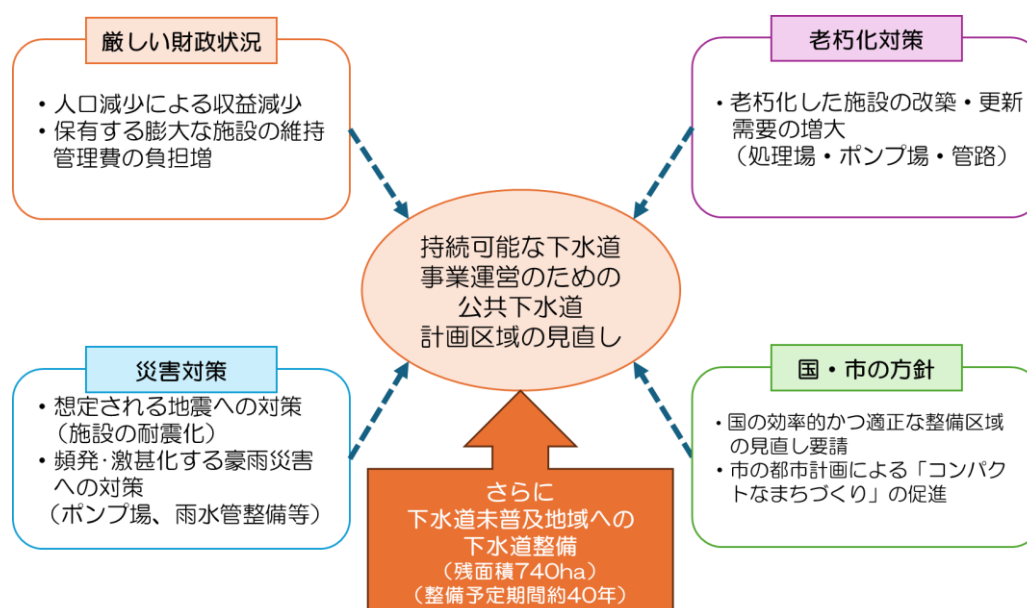 厳しい財政状況
・人口減少による収益減少
・保有する膨大な施設の維持
管理費の負担増
老朽化対策
・老朽化した施設の改築・更新
需要の増大
（処理場・ポンプ場・管路）
持続可能な下水道
事業運営のための
公共下水道
計画区域の見直し
災害対策
・想定される地震への対策
（施設の耐震化）
・頻発・激甚化する豪雨災害
への対策
（ポンプ場、雨水管整備等）
国・市の方針
・国の効率的かつ適正な整備区域
の見直し要請
・市の都市計画による「コンパク
トなまちづくり」の促進
さらに
下水道未普及地域への
下水道整備
（残面積740ha）
（整備予定期間約40年）